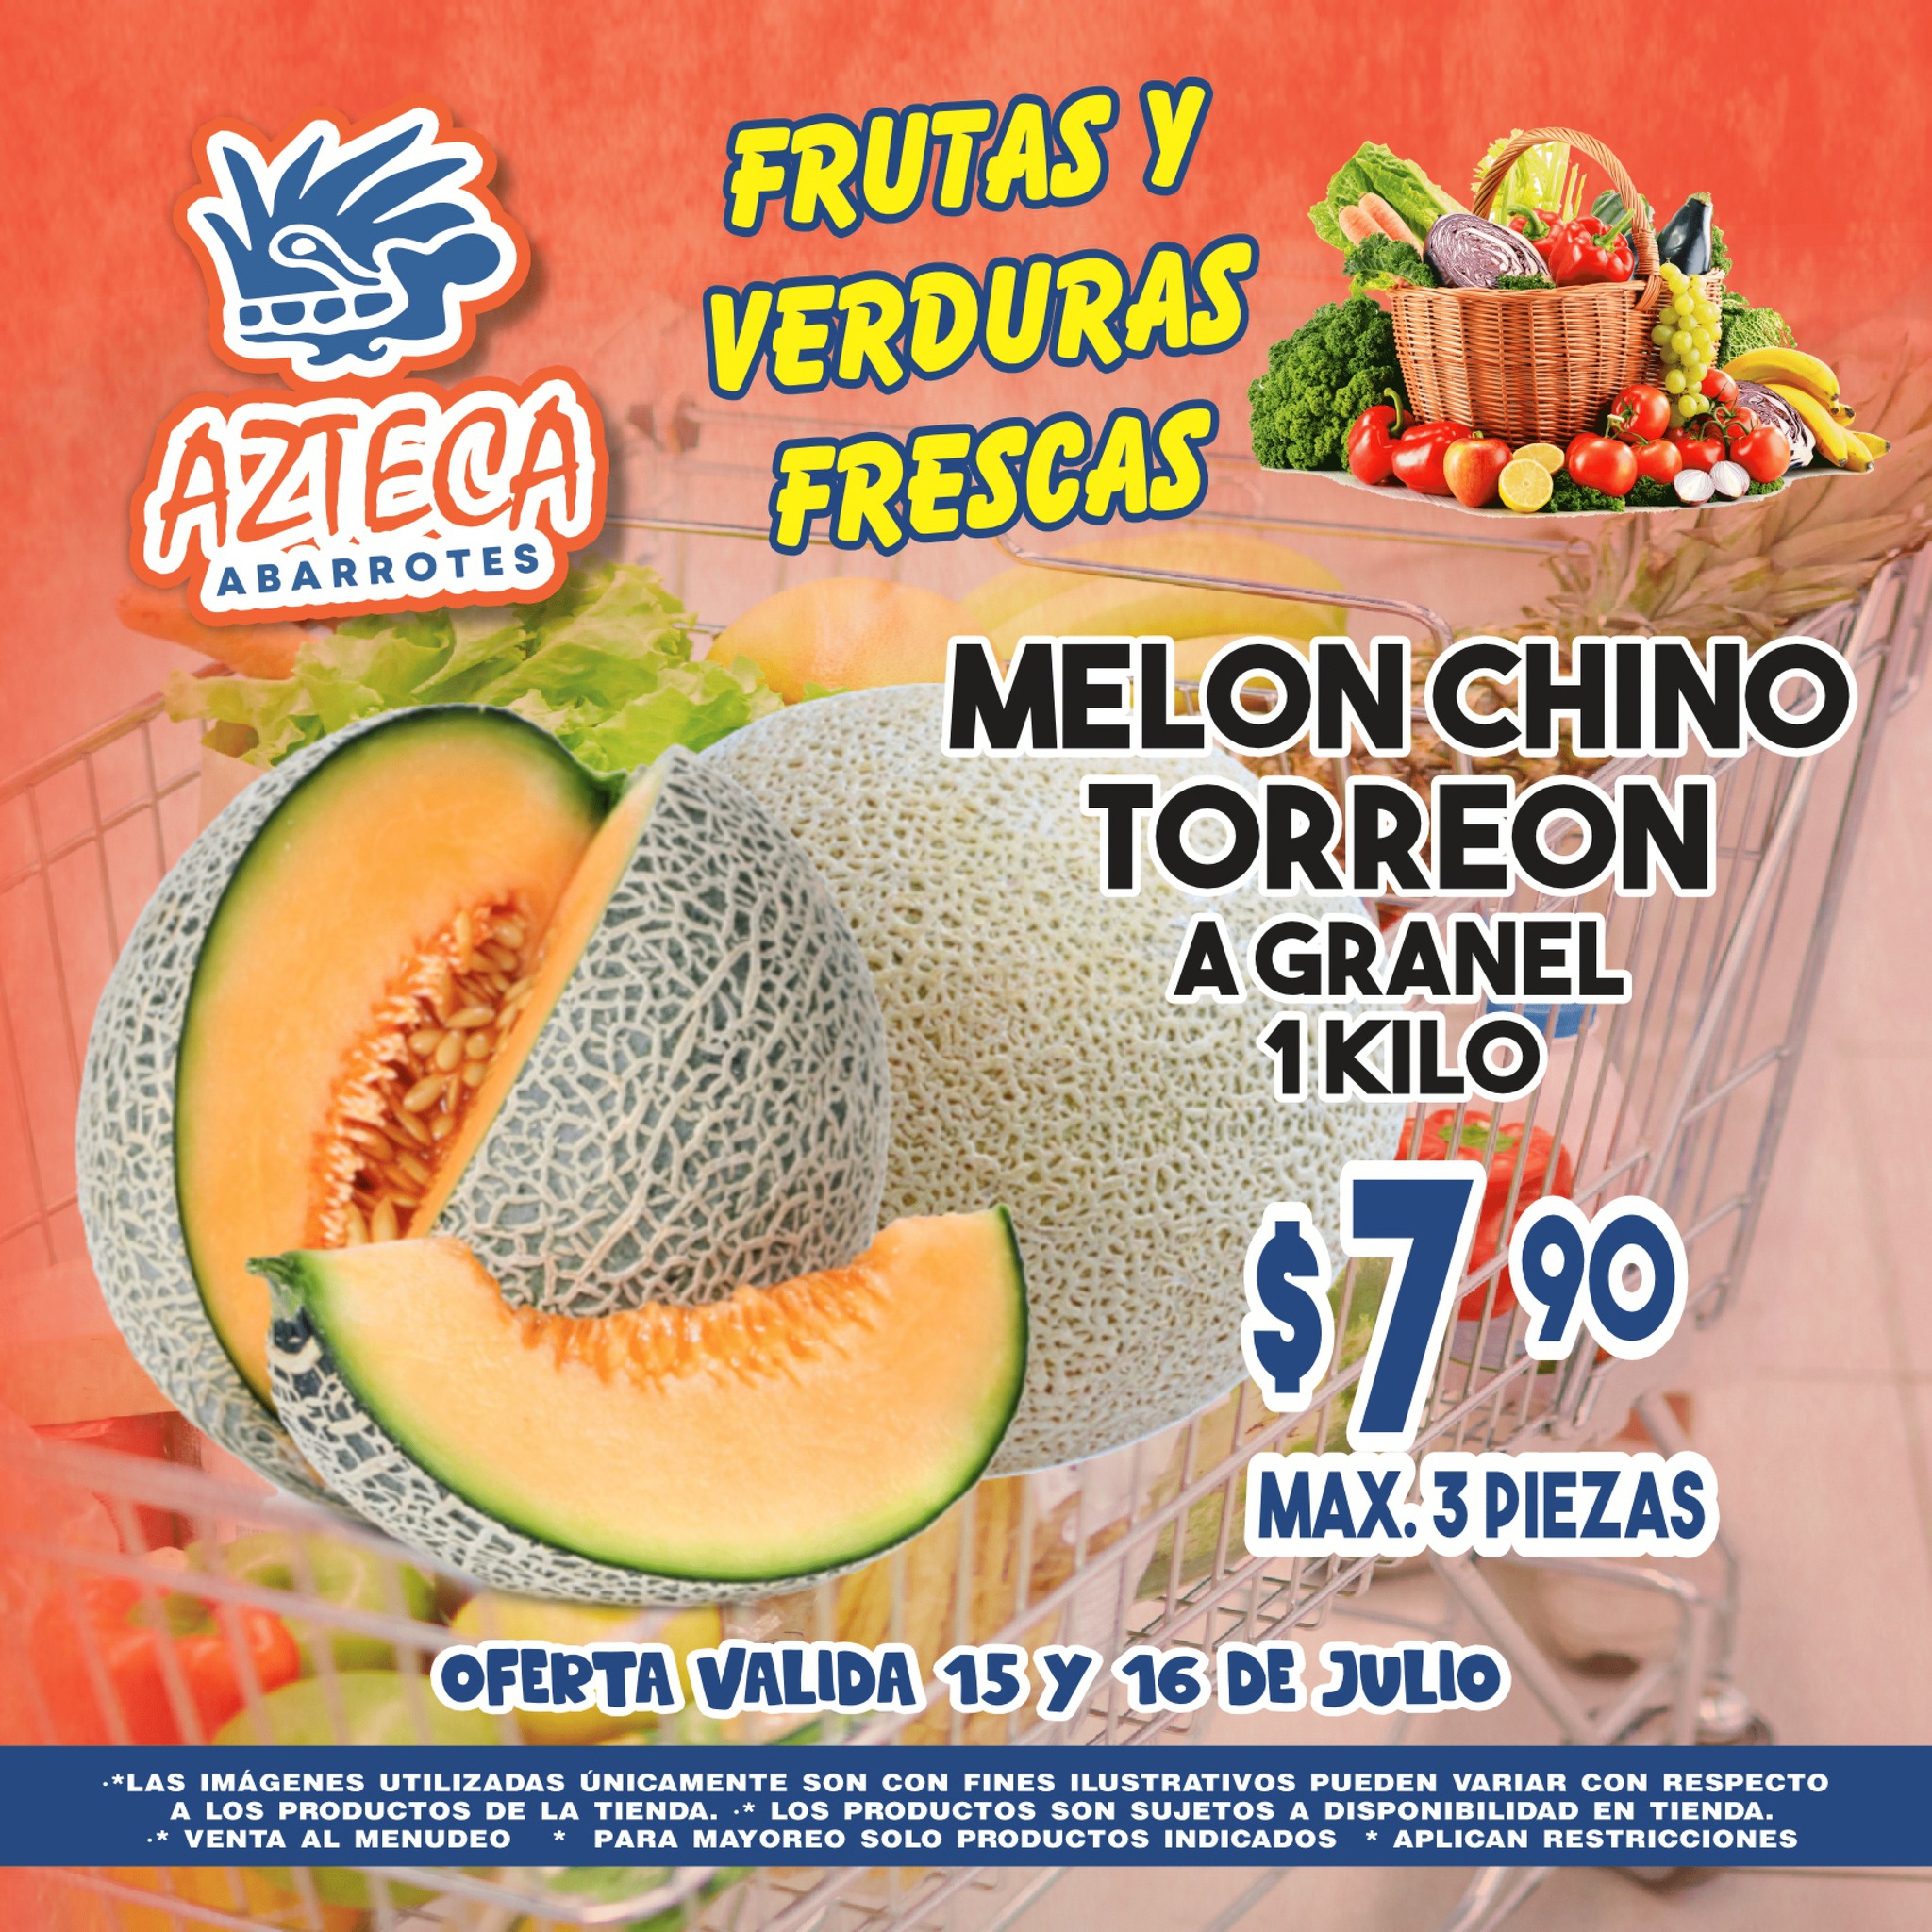 AZTECA
ABARROTES
FRUTAS Y
VERDURAS
FRESCAS
MELON CHINO
TORREON
A GRANEL
1 KILO
$7 90
MAX. 3 PIEZAS
OFERTA VALIDA 15 Y 16 DE JULIO
·*LAS IMÁGENES UTILIZADAS ÚNICAMENTE SON CON FINES ILUSTRATIVOS PUEDEN VARIAR CON RESPECTO
A LOS PRODUCTOS DE LA TIENDA. ·* LOS PRODUCTOS SON SUJETOS A DISPONIBILIDAD EN TIENDA.
·* VENTA AL MENUDEO * PARA MAYOREO SOLO PRODUCTOS INDICADOS * APLICAN RESTRICCIONES